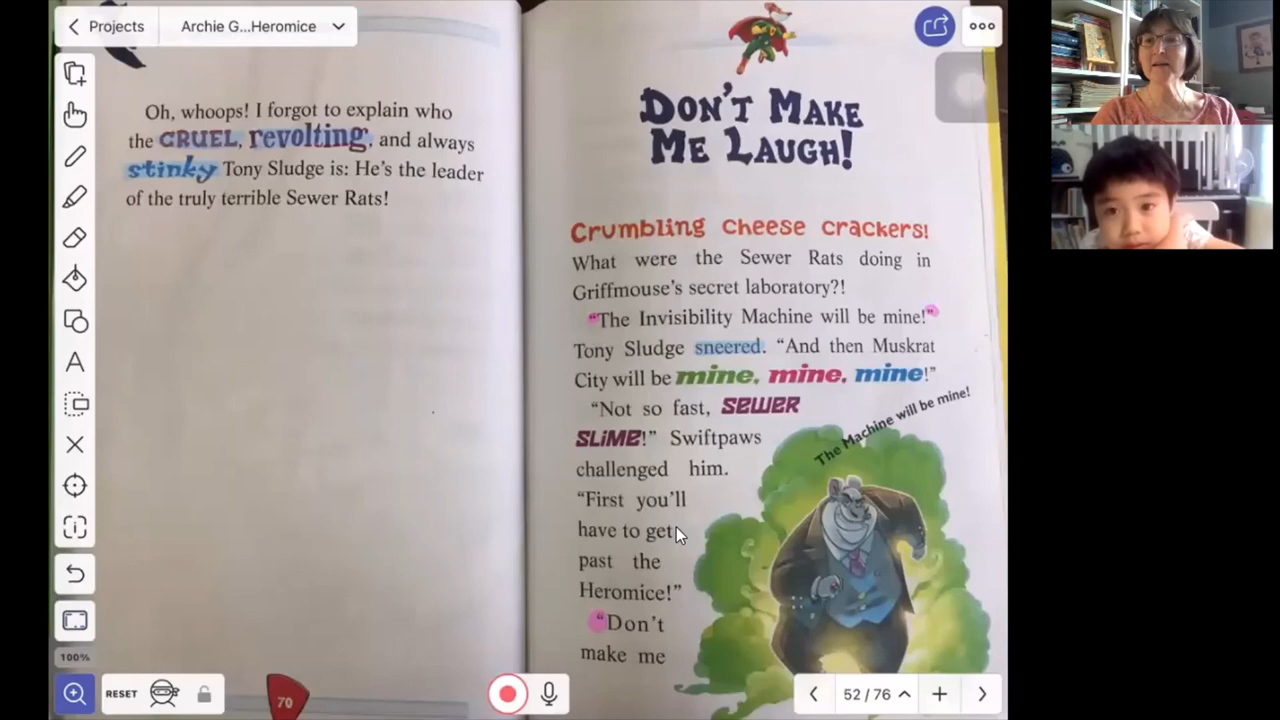 Projects
Archie G...Heromice
Oh, whoops! I forgot to explain who
the CRUEL, revolting, and always
stinky Tony Sludge is: He's the leader
of the truly terrible Sewer Rats!
70
DON'T MAKE
ME LAUGH!
Crumbling cheese crackers!
What were the Sewer Rats doing in
Griffmouse's secret laboratory?!
"The Invisibility Machine will be mine!"
Tony Sludge sneered. "And then Muskrat
City will be mine, mine, mine!"
"Not so fast, SEWER
SLIME!" Swiftpaws
challenged him.
"First you'll
have to get
past the
Heromice!"
"Don't
make me
The Machine will be mine!
A
100%
RESET
52 / 76